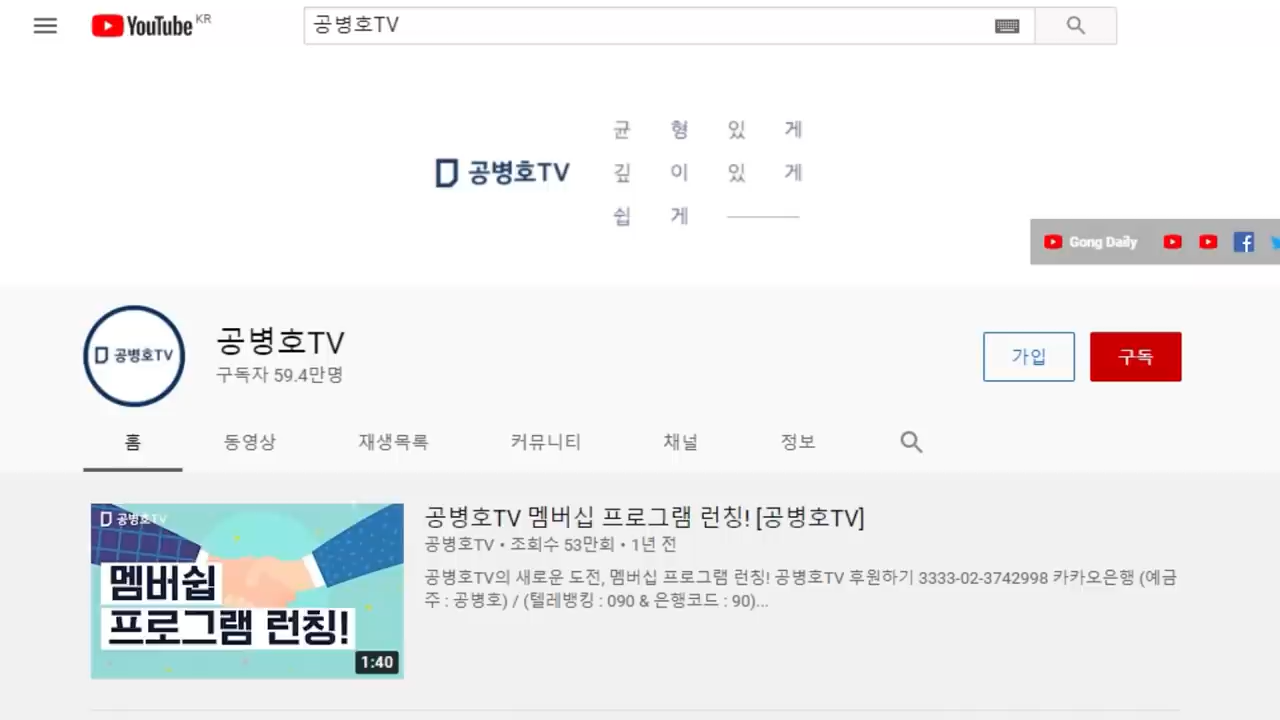 YouTube KR
공병호TV
공병호TV
균 형 있 게
깊 이 있 게
쉽 게
Gong Daily
공병호TV
공병호TV
구독자 59.4만명
가입
구독
홈
동영상
재생목록
커뮤니티
채널
정보
공병호TV
멤버쉽
프로그램 런칭!
1:40
공병호TV 멤버십 프로그램 런칭! [공병호TV]
공병호TV • 조회수 53만회 • 1년 전
공병호TV의 새로운 도전, 멤버십 프로그램 런칭! 공병호TV 후원하기 3333-02-3742998 카카오은행 (예금
주 : 공병호) / (텔레뱅킹 : 090 & 은행코드 : 90)...